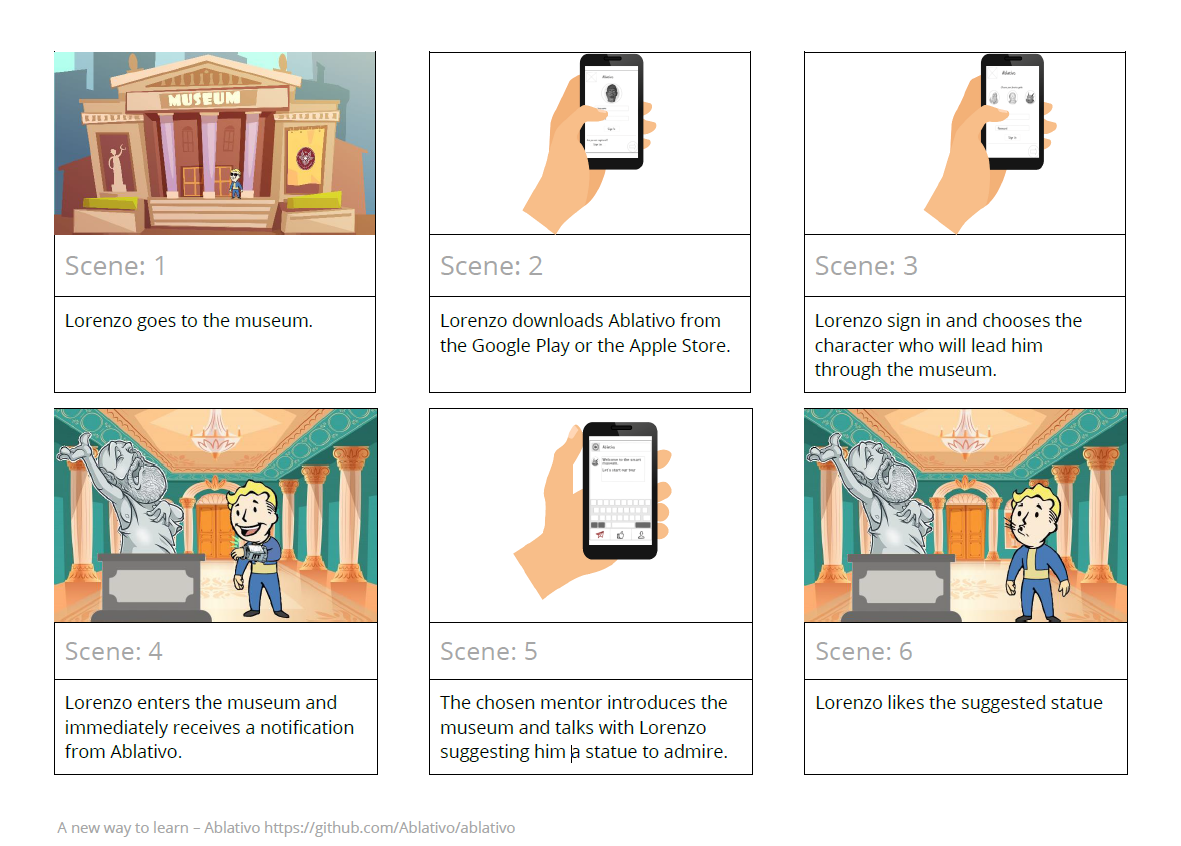 MUSEUM
Ablativo
Sign In
Ablativo
Sign In
Scene: 1
Scene: 2
Scene: 3
Lorenzo goes to the museum.
Lorenzo downloads Ablativo from
the Google Play or the Apple Store.
Lorenzo sign in and chooses the
character who will lead him
through the museum.
Ablativo
Welcome to the smart
museum
Let's start our tour
Scene: 4
Scene: 5
Scene: 6
Lorenzo enters the museum and
immediately receives a notification
from Ablativo.
The chosen mentor introduces the
museum and talks with Lorenzo
suggesting him a statue to admire.
Lorenzo likes the suggested statue
A new way to learn – Ablativo https://github.com/Ablativo/ablativo